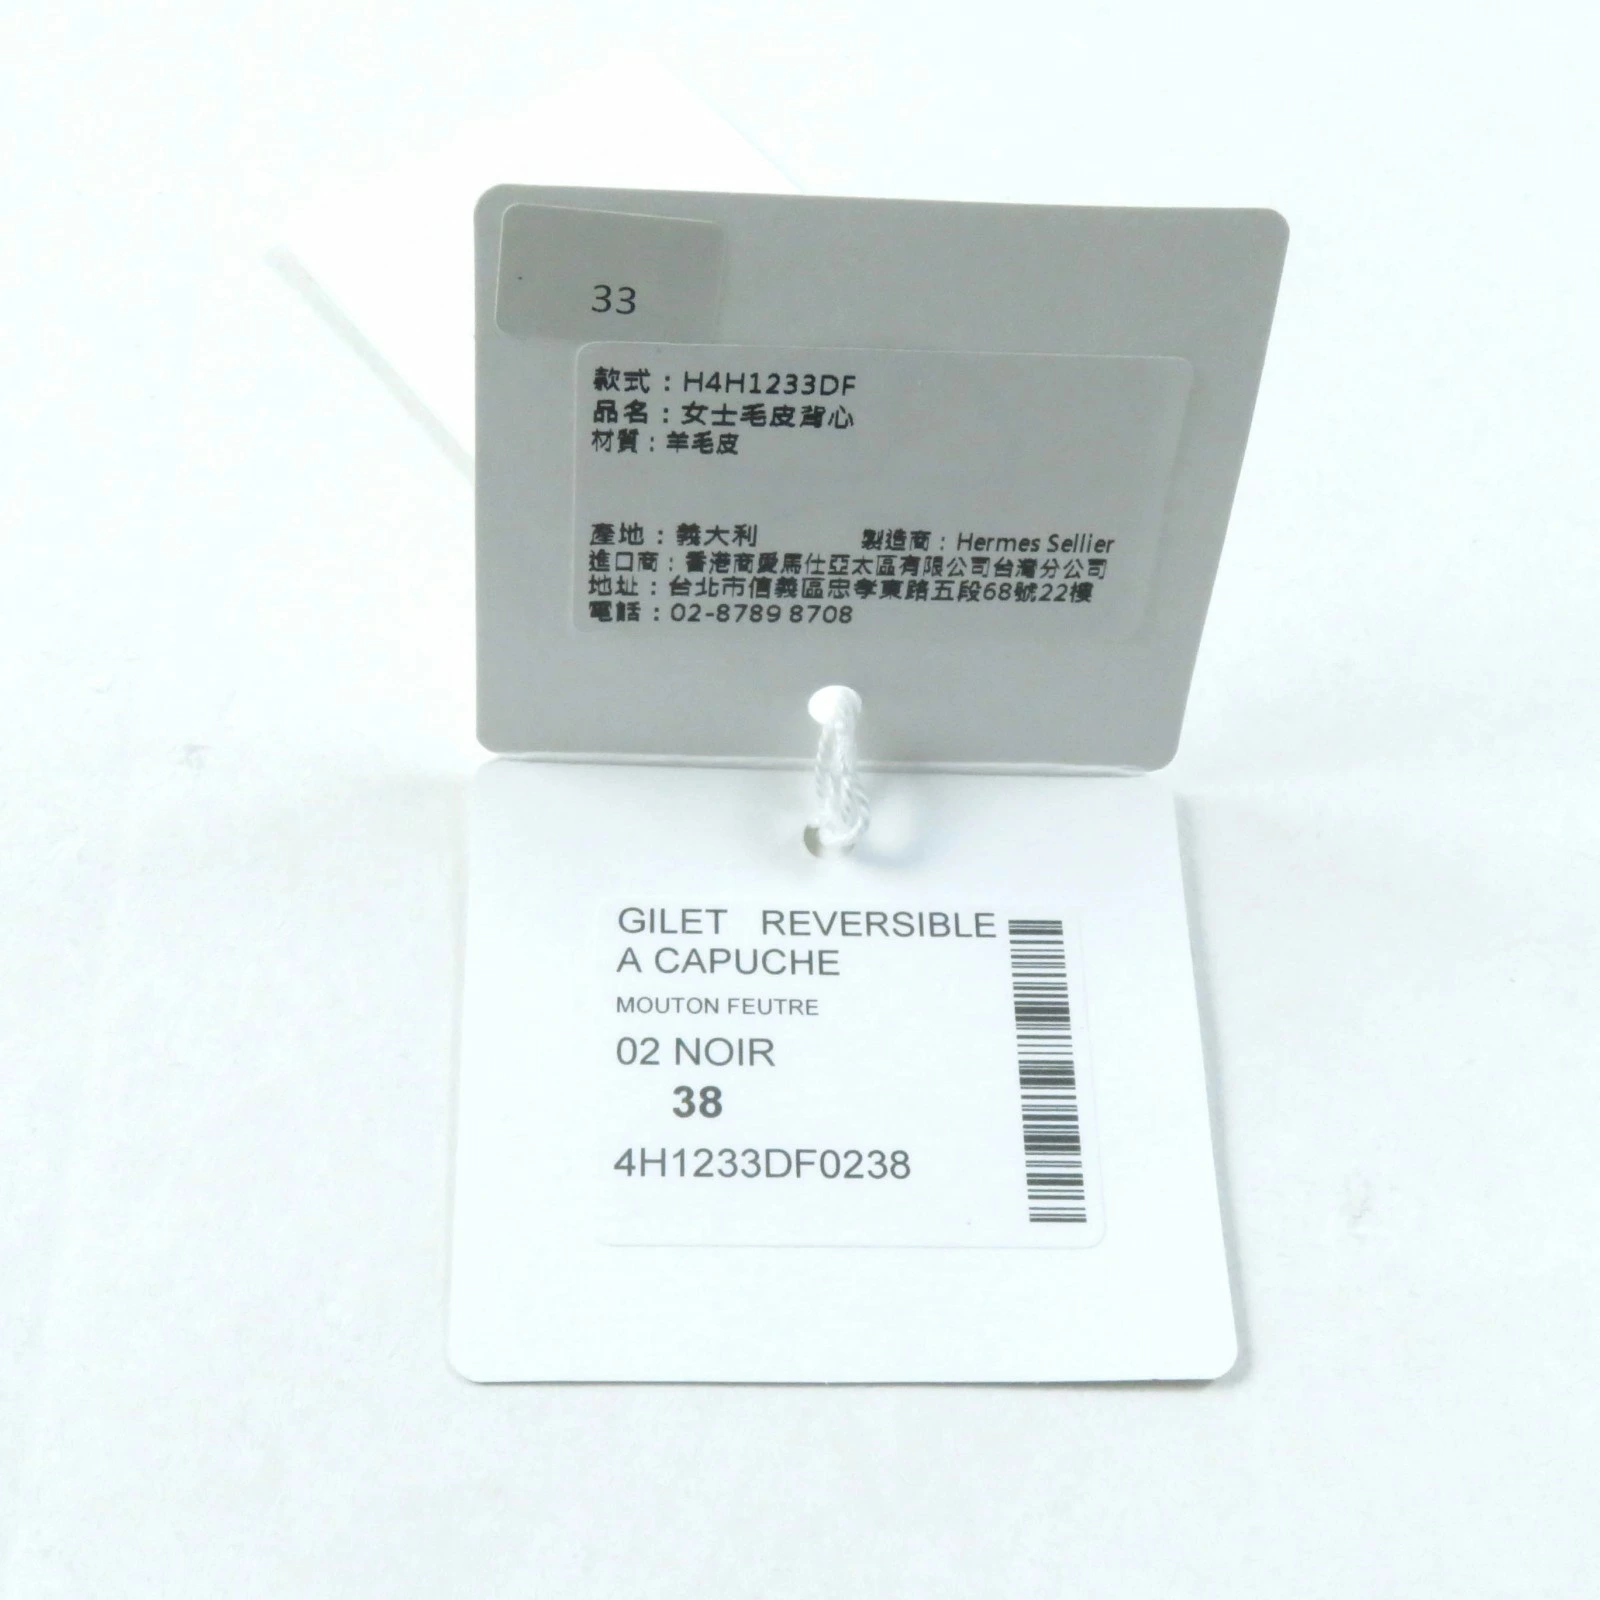 33
款式：H4H1233DF
品名：女士毛皮背心
材質：羊毛皮
產地：義大利 製造商：Hermes Sellier
進口商：香港商愛馬仕亞太區有限公司台灣分公司
地址：台北市信義區忠孝東路五段68號22樓
電話：02-8789 8708
GILET REVERSIBLE
A CAPUCHE
MOUTON FEUTRE
02 NOIR
38
4H1233DF0238